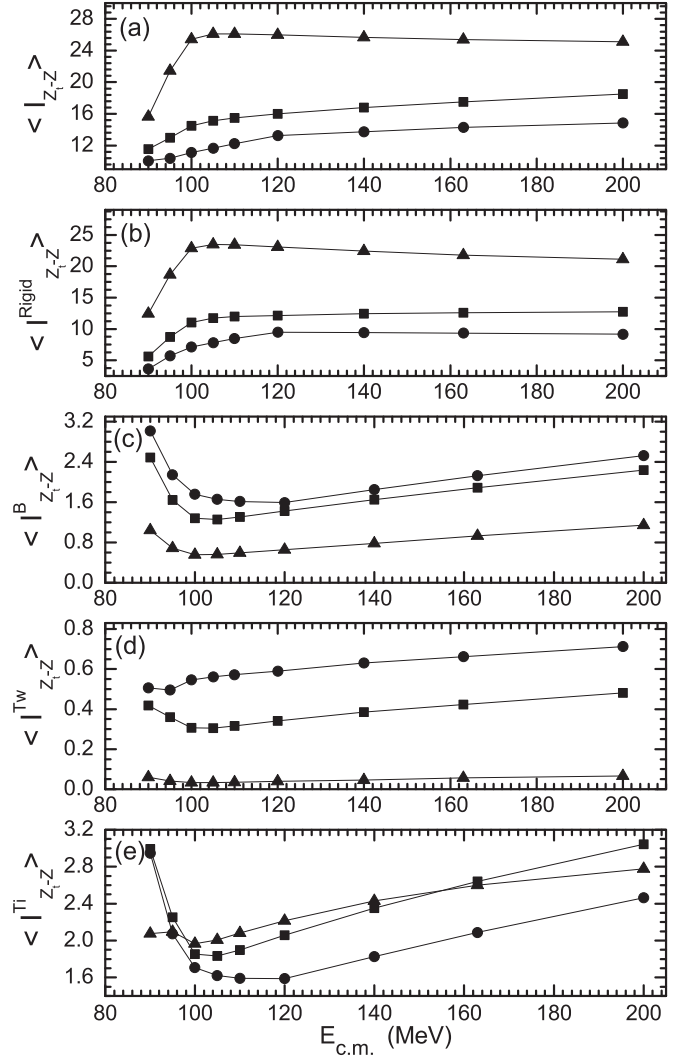 (a)
28
24
20
16
12
< I_{Z_t-Z} >
80 100 120 140 160 180 200
(b)
25
20
15
10
5
< I^{Rigid}_{Z_t-Z} >
80 100 120 140 160 180 200
(c)
3.2
2.4
1.6
0.8
0.0
< I^{B}_{Z_t-Z} >
80 100 120 140 160 180 200
(d)
0.8
0.6
0.4
0.2
0.0
< I^{Tw}_{Z_t-Z} >
80 100 120 140 160 180 200
(e)
3.2
2.8
2.4
2.0
1.6
< I^{Ti}_{Z_t-Z} >
80 100 120 140 160 180 200
E_{c.m.} (MeV)